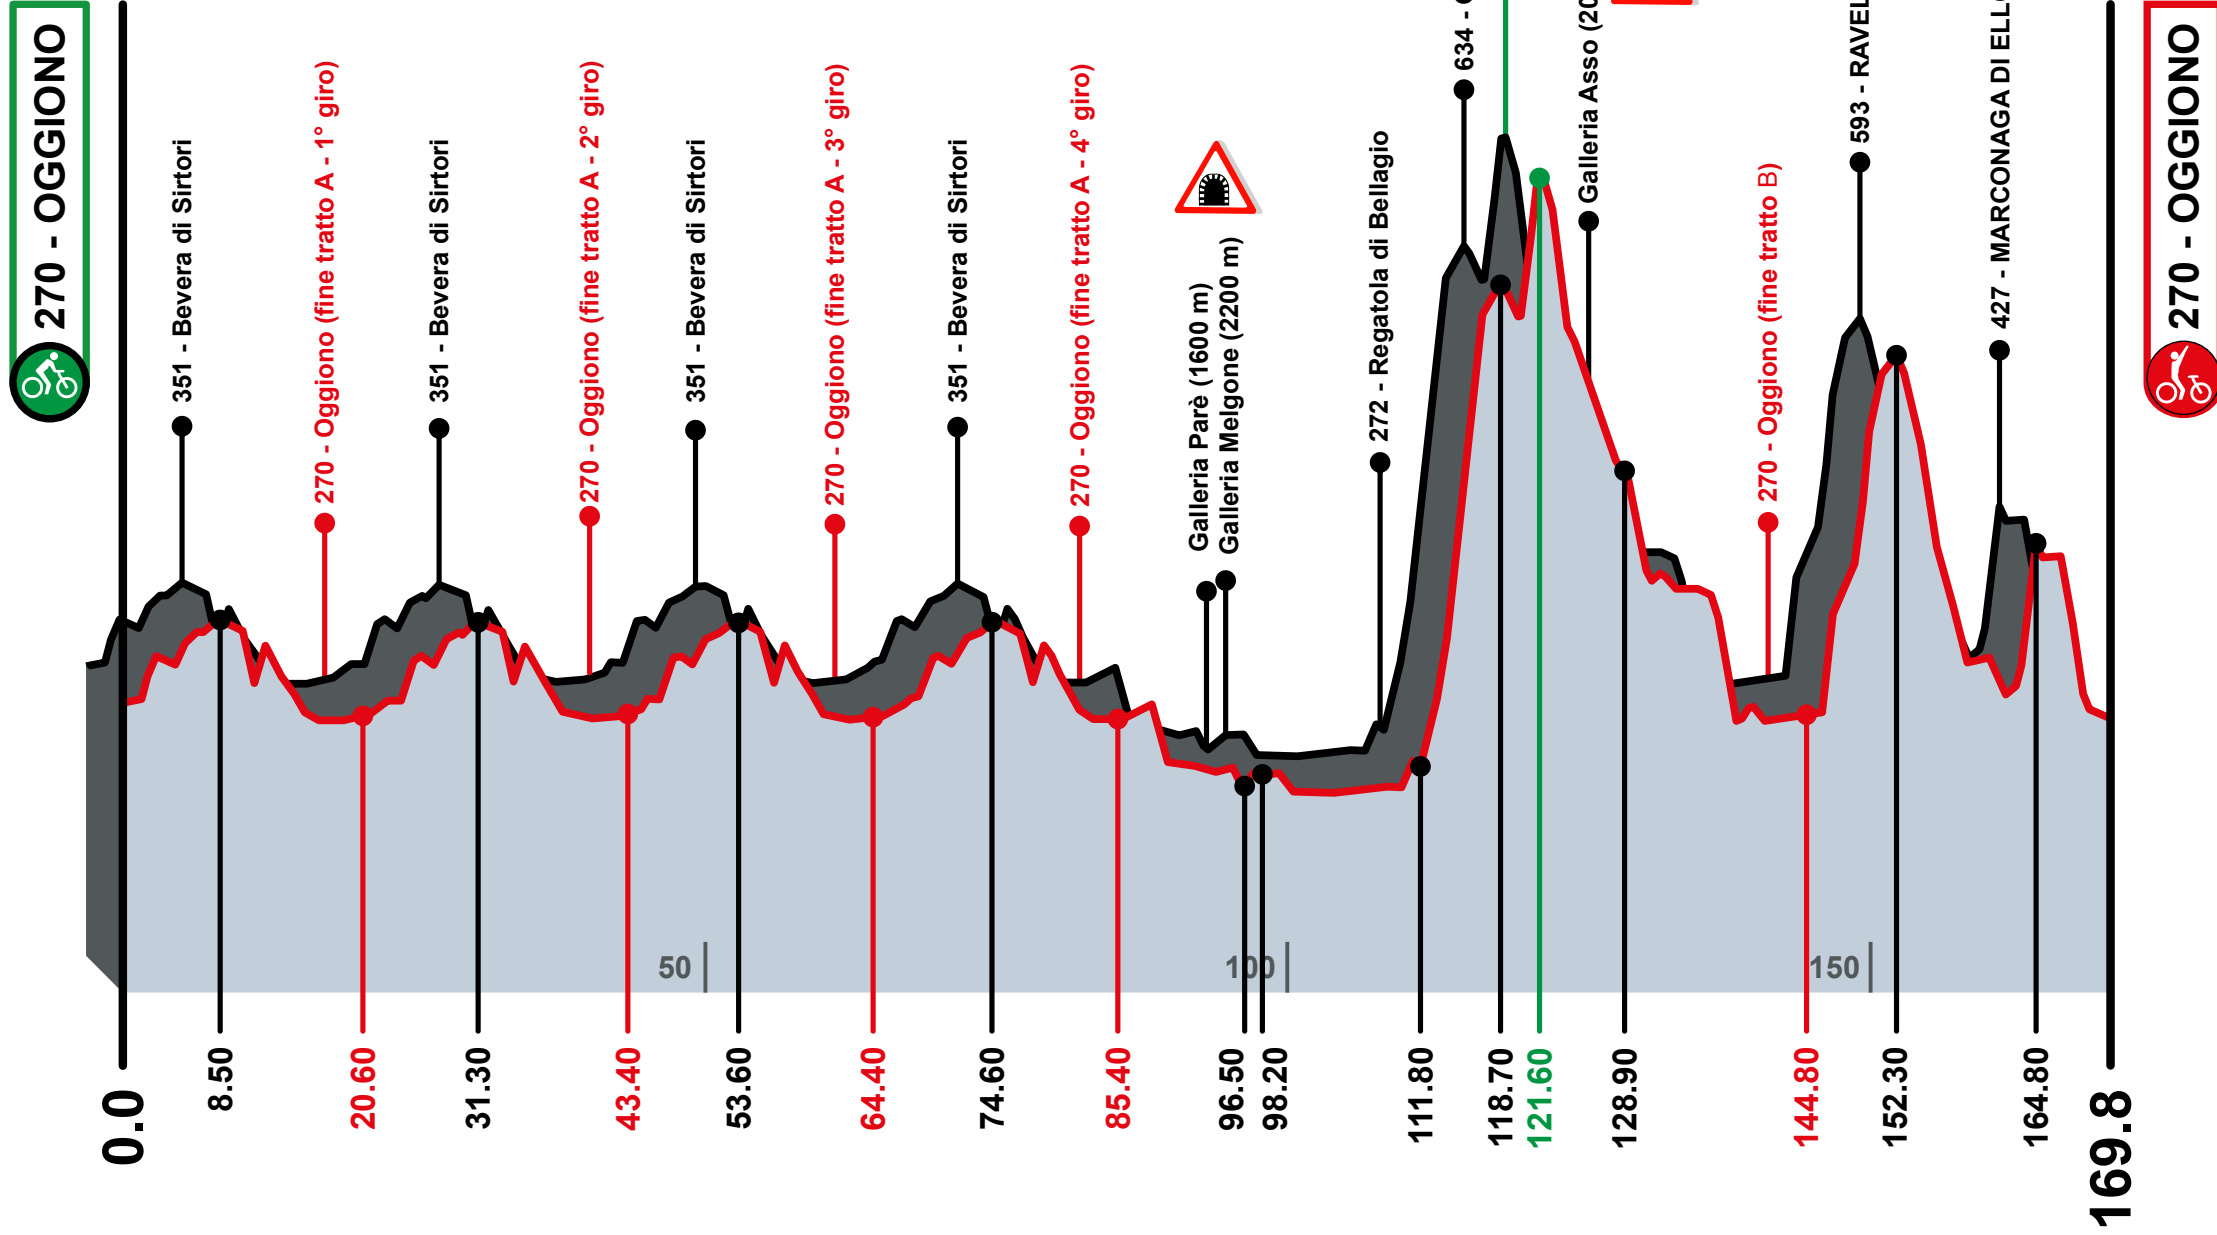 270 - OGGIONO
351 - Bevera di Sirtori
270 - Oggiono (fine tratto A - 1° giro)
351 - Bevera di Sirtori
270 - Oggiono (fine tratto A - 2° giro)
351 - Bevera di Sirtori
270 - Oggiono (fine tratto A - 3° giro)
351 - Bevera di Sirtori
270 - Oggiono (fine tratto A - 4° giro)
Galleria Parè (1600 m)
Galleria Melgone (2200 m)
272 - Regatola di Bellagio
634 -
Galleria Asso (20
270 - Oggiono (fine tratto B)
593 - RAVEL
427 - MARCONAGA DI ELL
270 - OGGIONO
50
100
150
0.0
8.50
20.60
31.30
43.40
53.60
64.40
74.60
85.40
96.50
98.20
111.80
118.70
121.60
128.90
144.80
152.30
164.80
169.8